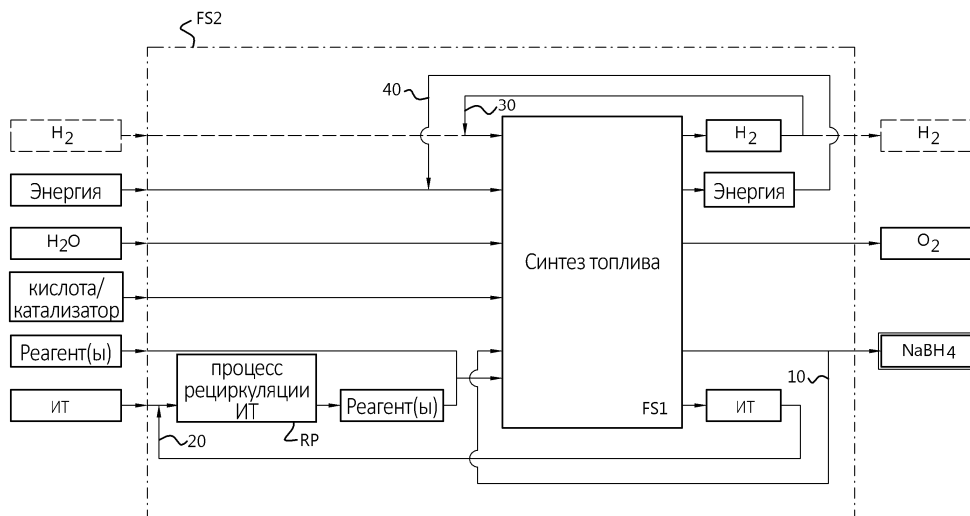 FS2
40
30
H2
H2
H2
Энергия
Энергия
H2O
O2
Синтез топлива
кислота/
катализатор
Реагент(ы)
NaBH4
процесс
рециркуляции
ИТ
10
ИТ
Реагент(ы)
FS1
ИТ
20
RP